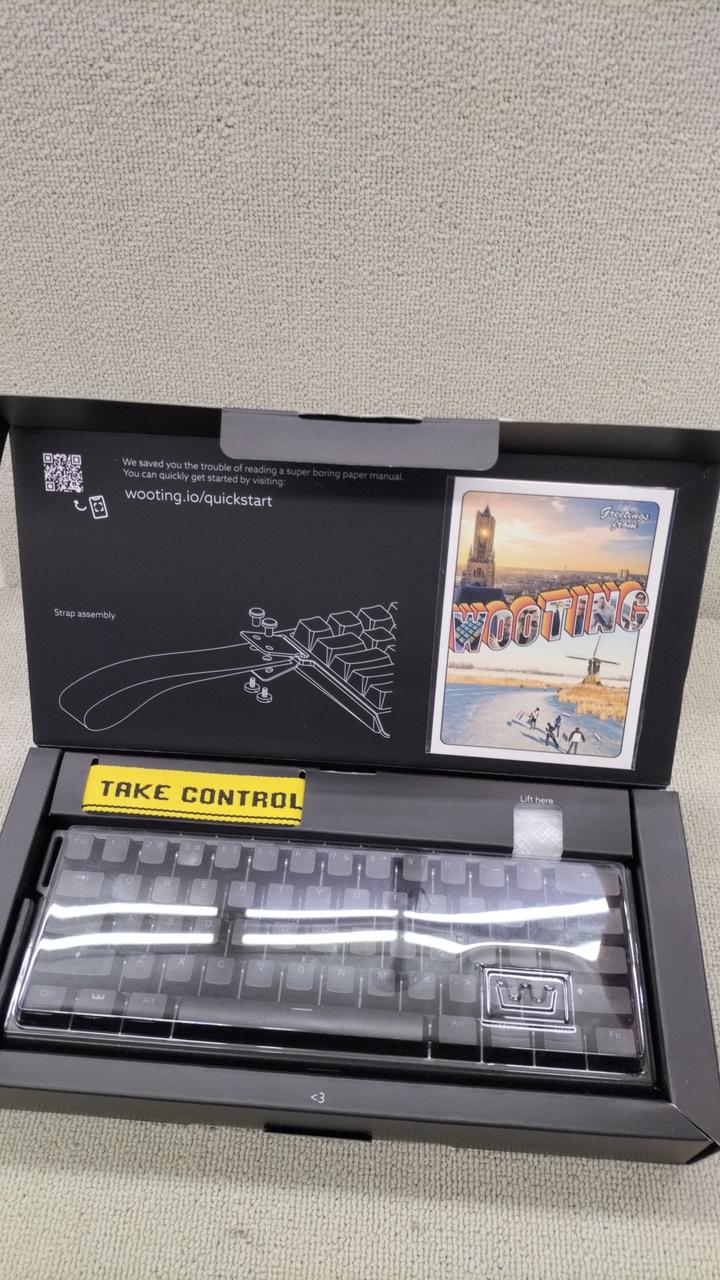 We saved you the trouble of reading a super boring paper manual.
You can quickly get started by visiting:
wooting.io/quickstart
Greetings
from
WOOTING
Strap assembly
TAKE CONTROL
Lift here
Esc
Q W E R
A S D F
Z X C V B N M
Ctrl Alt Alt Fn
<3